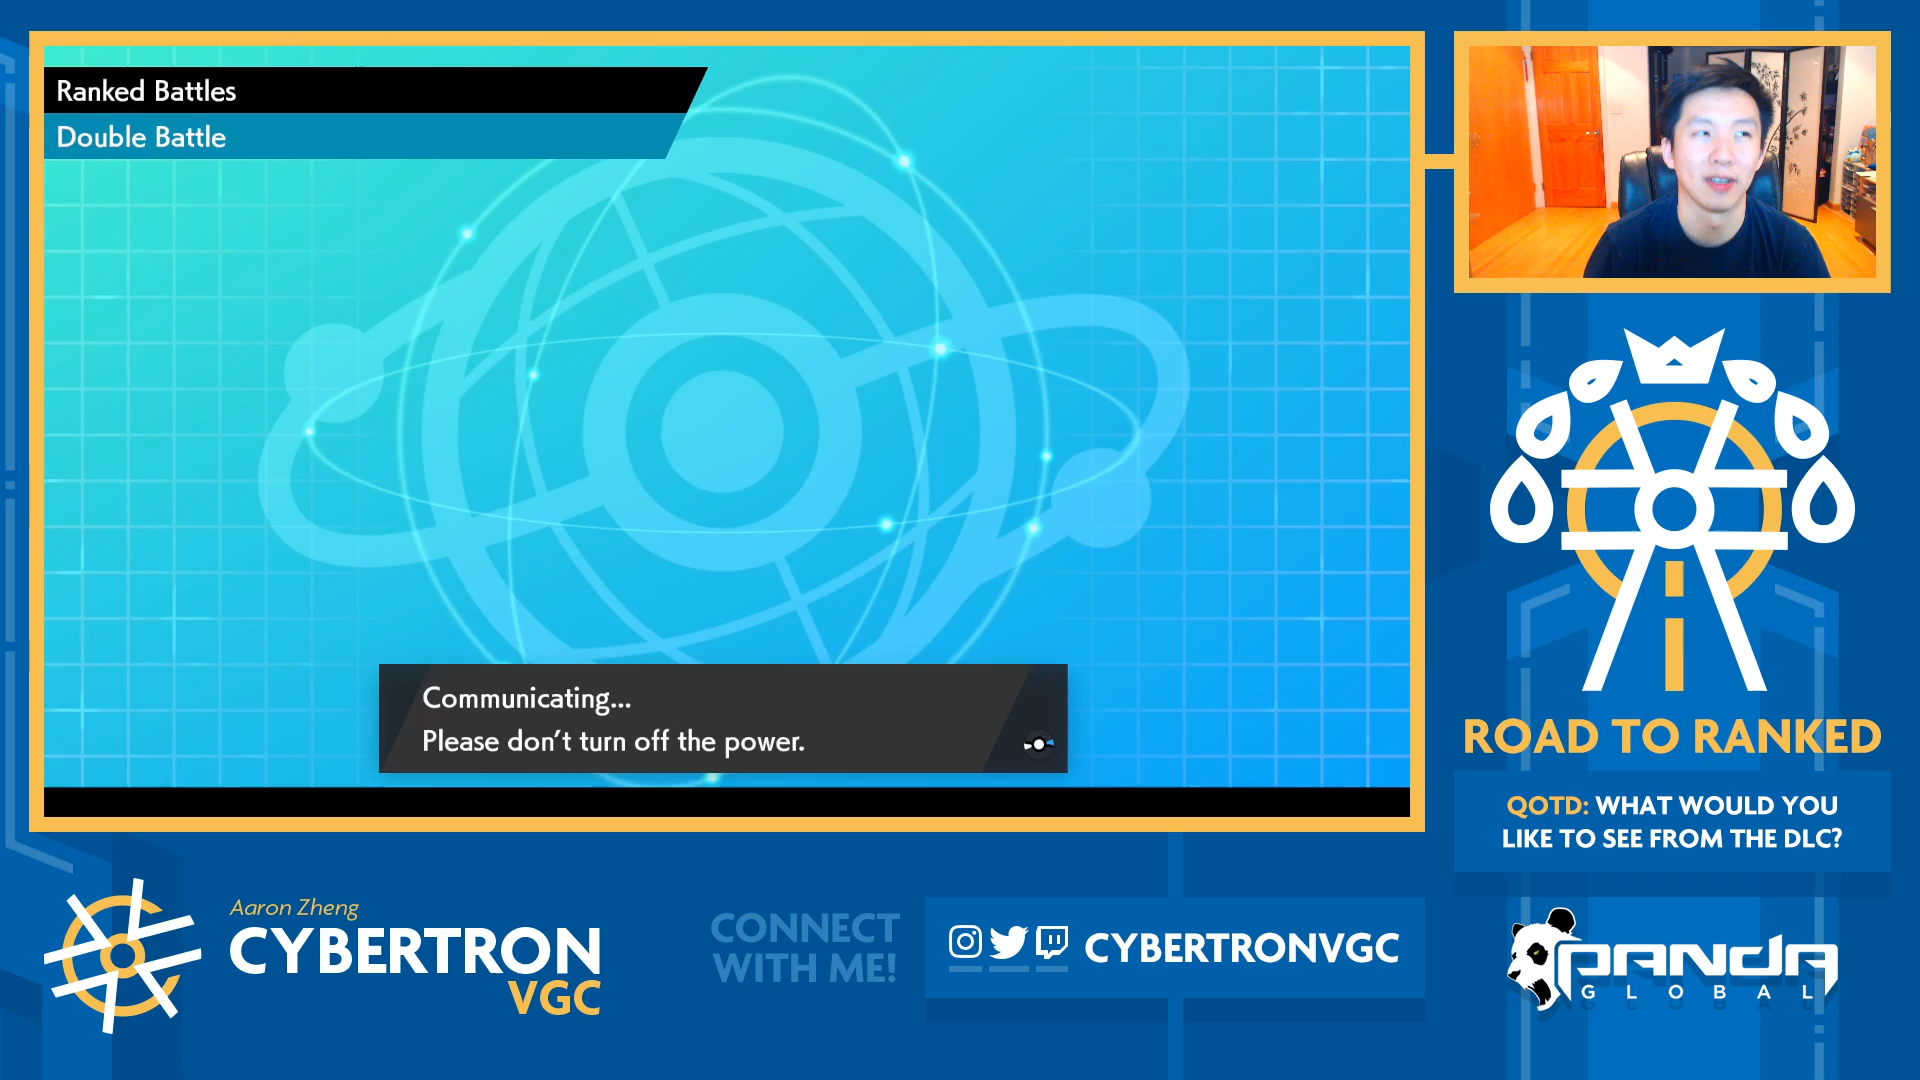 Ranked Battles
Double Battle
Communicating...
Please don't turn off the power.
ROAD TO RANKED
QOTD: WHAT WOULD YOU
LIKE TO SEE FROM THE DLC?
Aaron Zheng
CYBERTRON
VGC
CONNECT
WITH ME!
CYBERTRONVGC
PANDA
GLOBAL